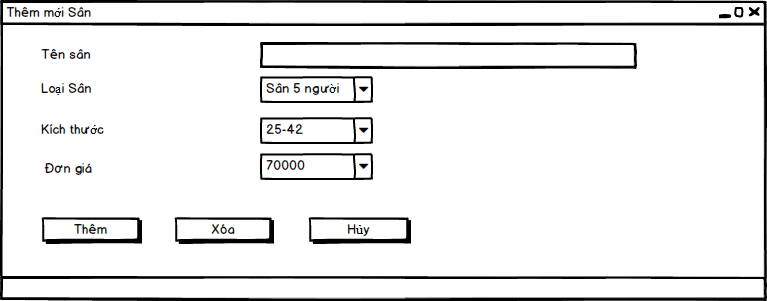 Thêm mới Sân
Tên sân
Loại Sân Sân 5 người
Kích thước 25-42
Đơn giá 70000
Thêm Xóa Hủy